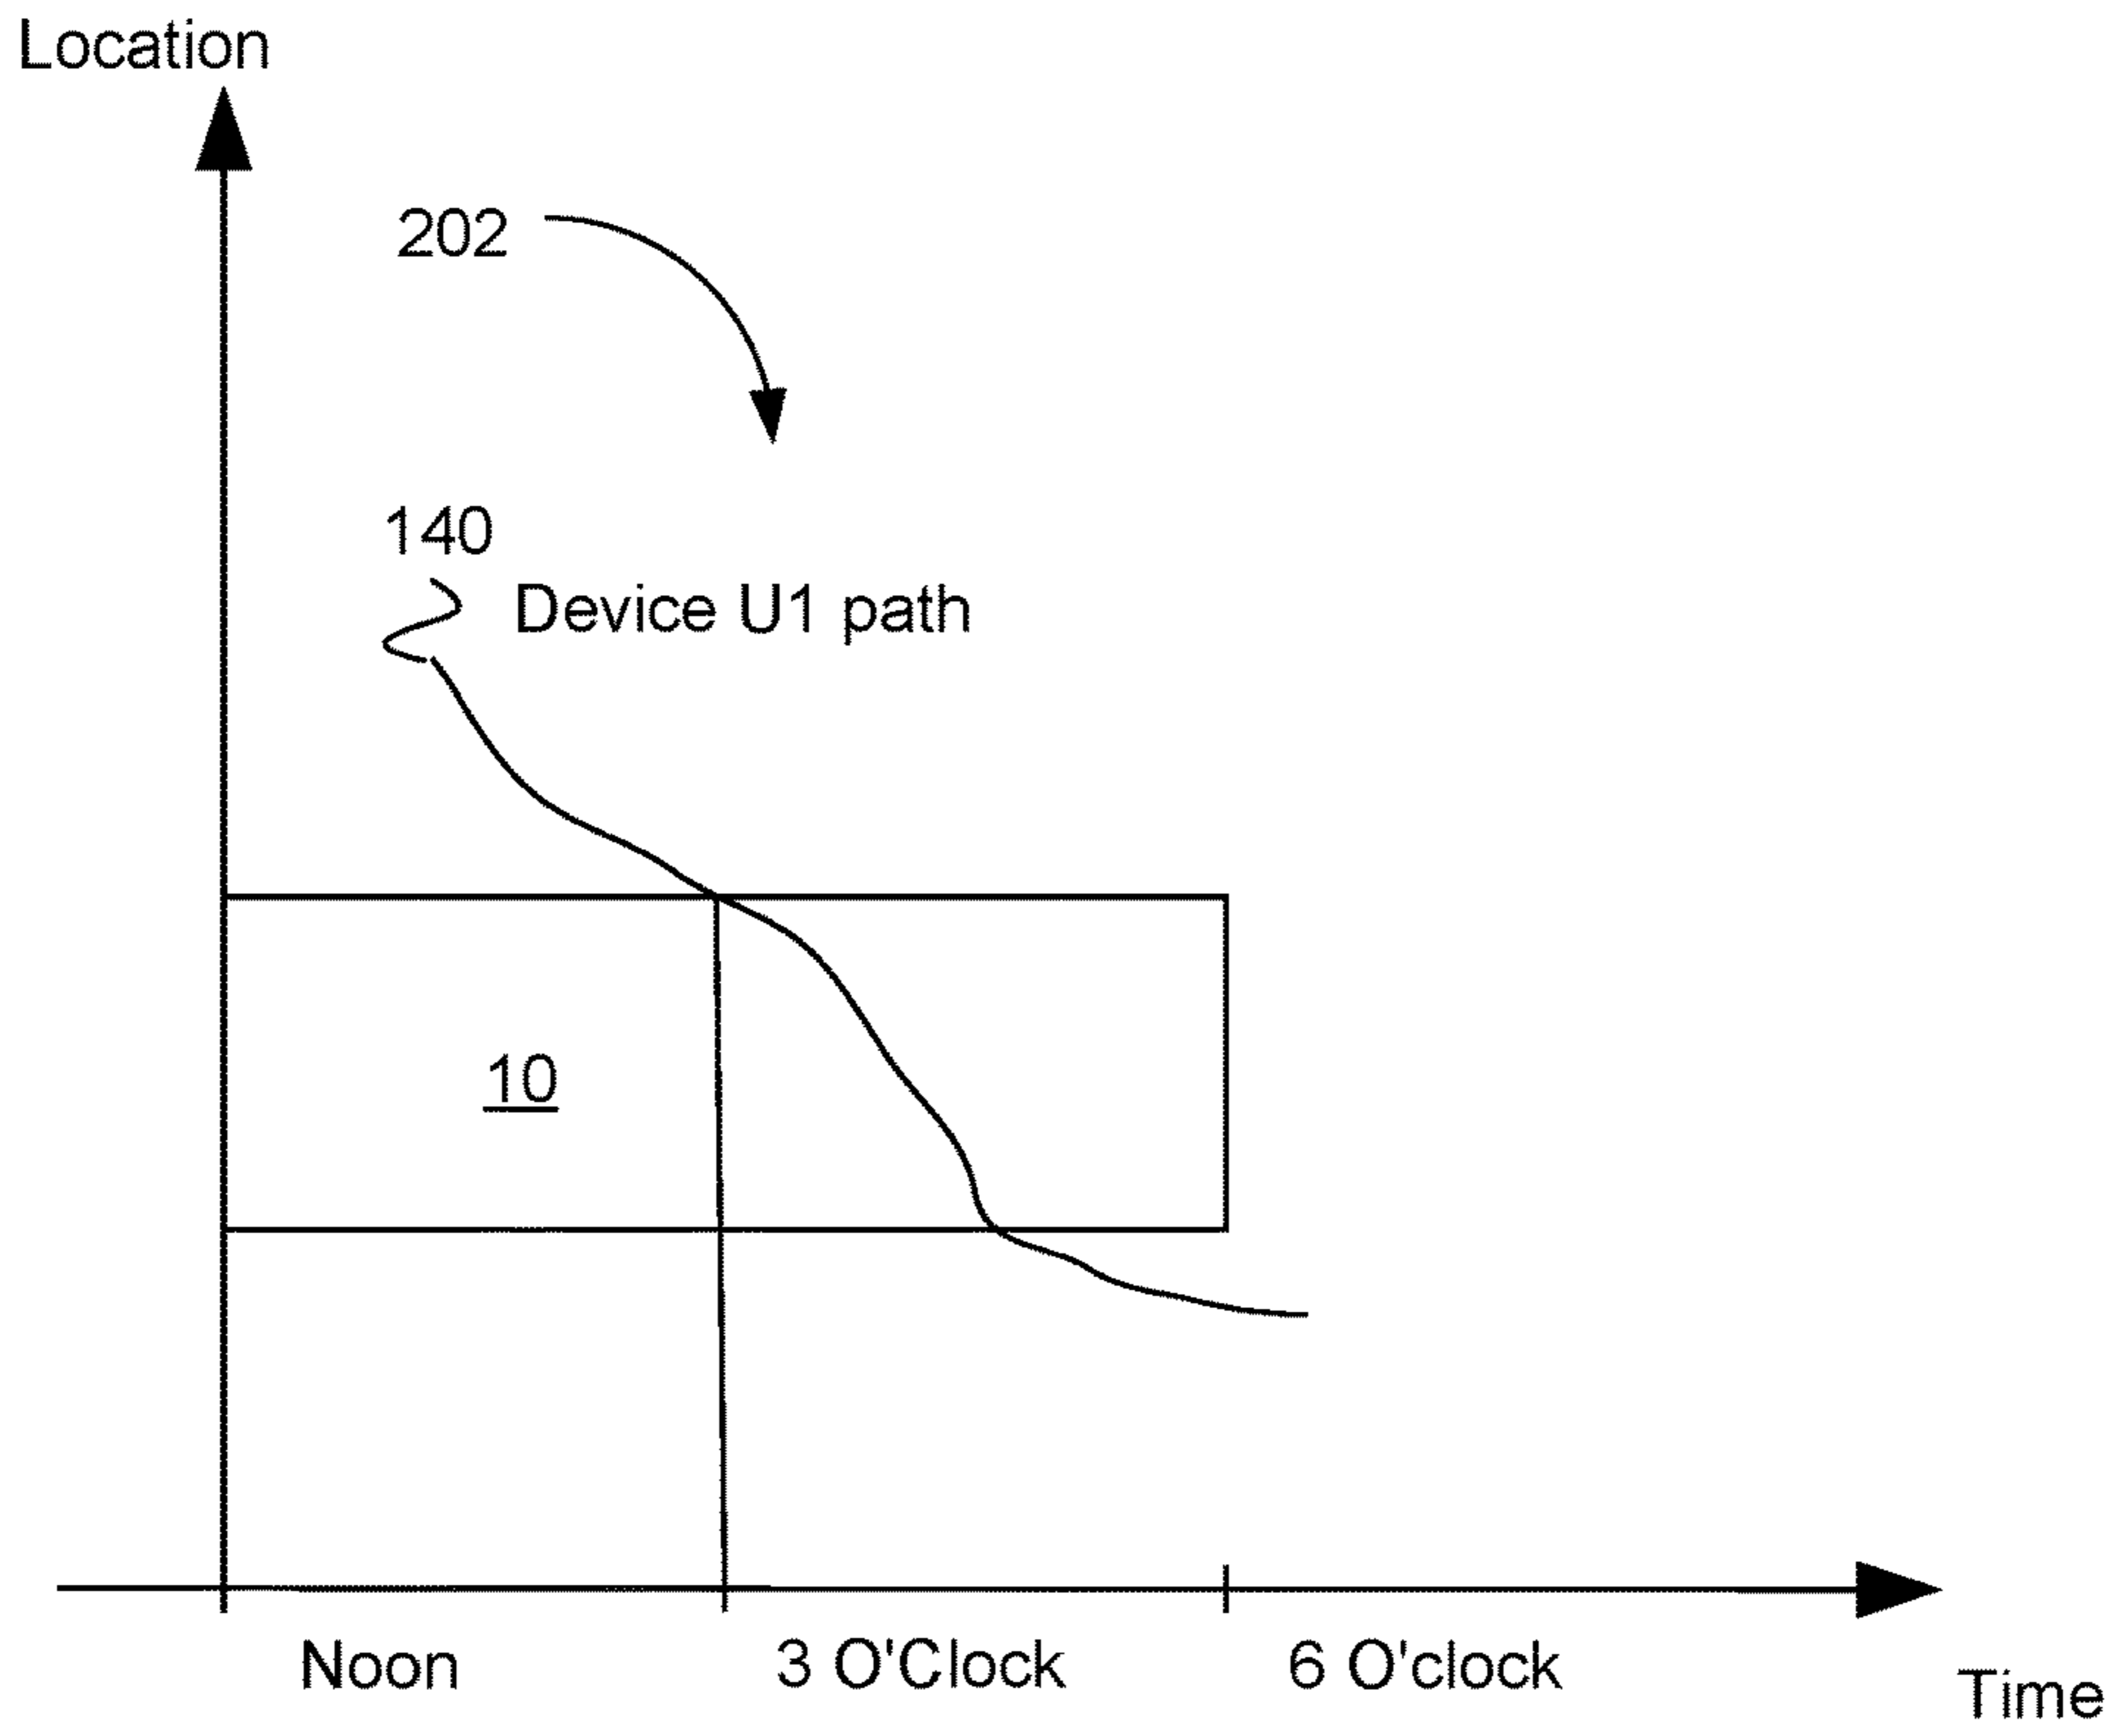 Location
202
140
Device U1 path
10
Noon
3 O'Clock
6 O'clock
Time